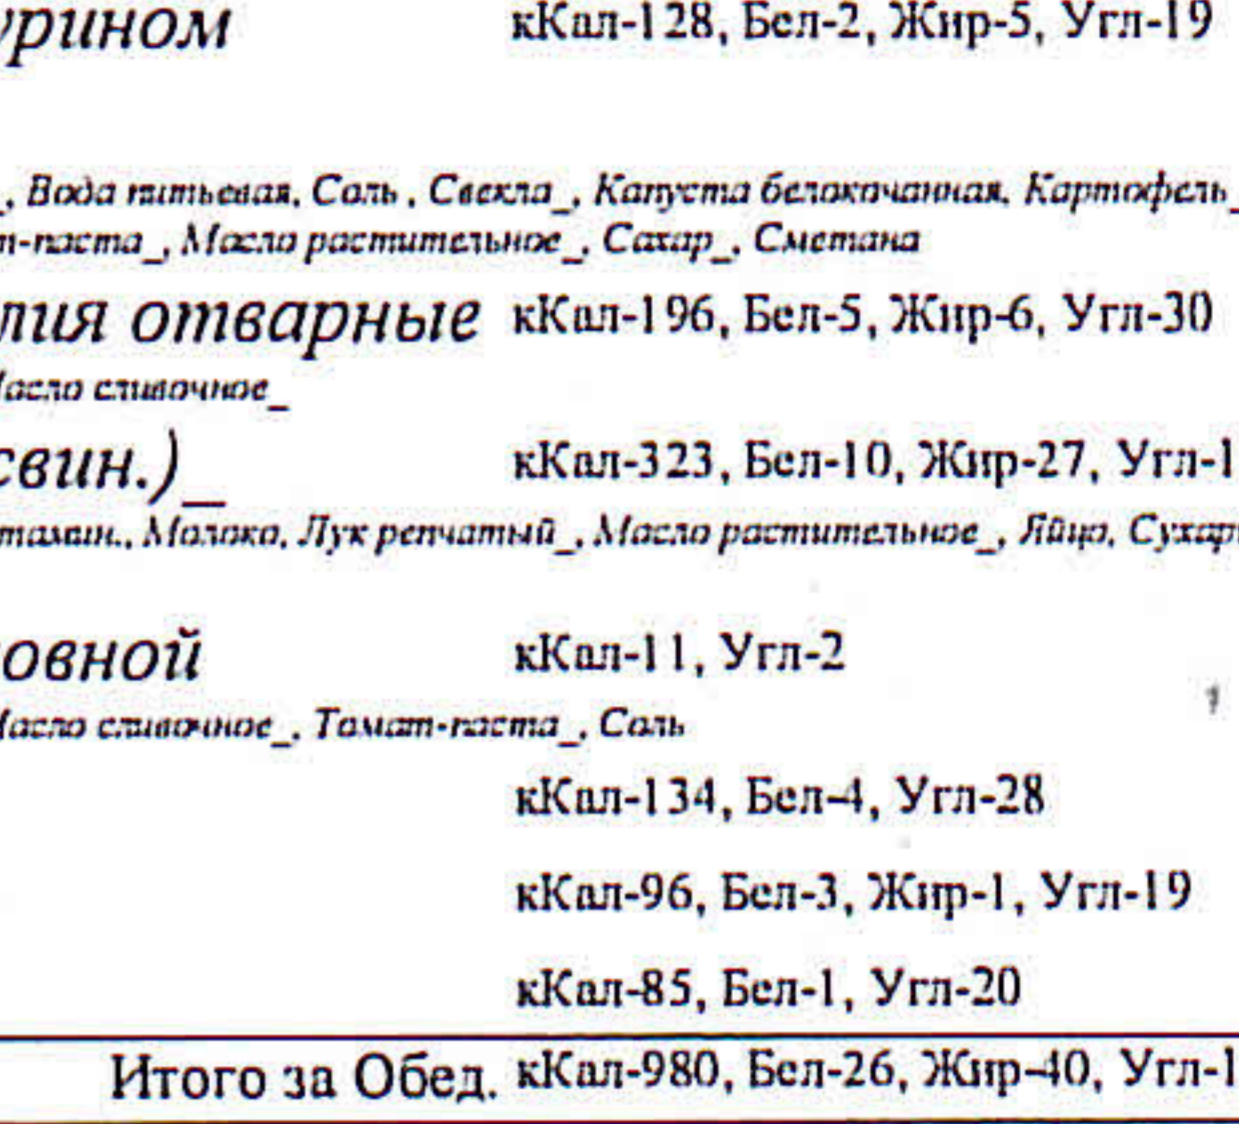 урином кКал-128, Бел-2, Жир-5, Угл-19
_, Вода питьевая, Соль , Свекла_, Капуста белокочанная, Картофель_
т-паста_, Масло растительное_, Сахар_, Сметана
лия отварные кКал-196, Бел-5, Жир-6, Угл-30
Масло сливочное_
свин.)_ кКал-323, Бел-10, Жир-27, Угл-1
Молоко, Лук репчатый_, Масло растительное_, Яйцо, Сухар
овной кКал-11, Угл-2
Масло сливочное_, Томат-паста_, Соль
кКал-134, Бел-4, Угл-28
кКал-96, Бел-3, Жир-1, Угл-19
кКал-85, Бел-1, Угл-20
Итого за Обед. кКал-980, Бел-26, Жир-40, Угл-1